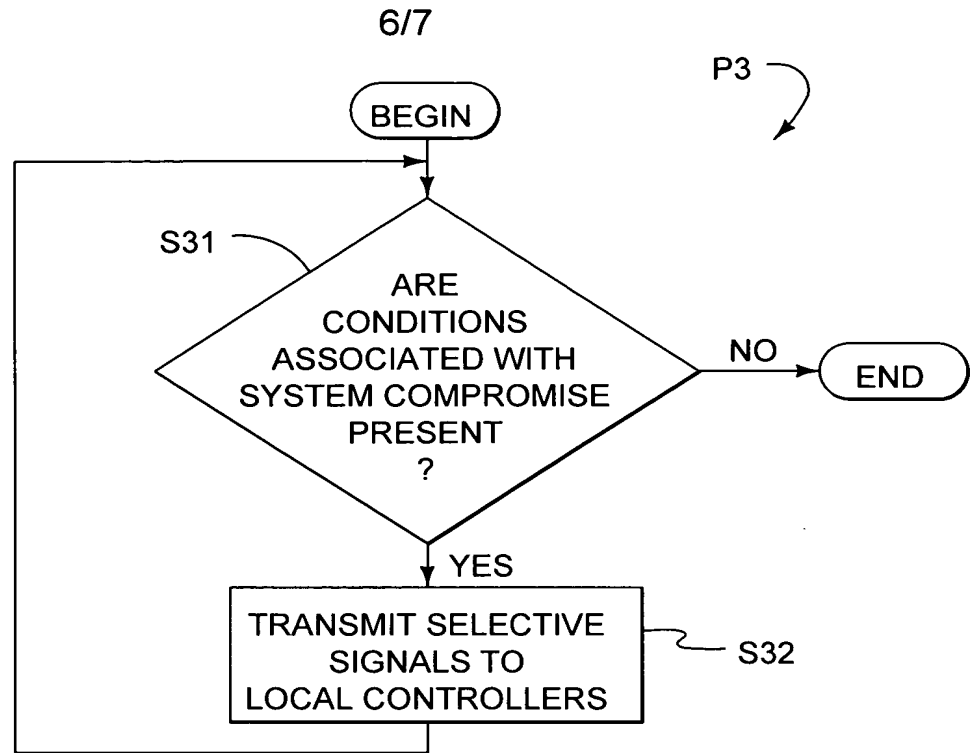 6/7
P3
BEGIN
S31
ARE
CONDITIONS
ASSOCIATED WITH
SYSTEM COMPROMISE
PRESENT
?
NO
END
YES
TRANSMIT SELECTIVE
SIGNALS TO
LOCAL CONTROLLERS
S32